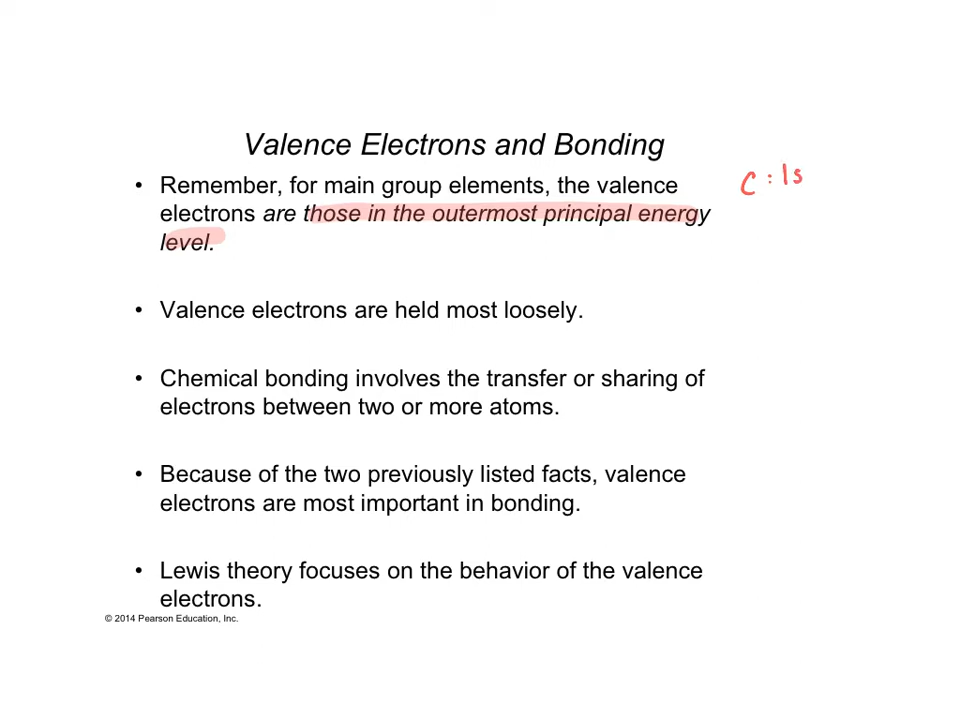 Valence Electrons and Bonding
• Remember, for main group elements, the valence
electrons are those in the outermost principal energy
level.
C : 1s
• Valence electrons are held most loosely.
• Chemical bonding involves the transfer or sharing of
electrons between two or more atoms.
• Because of the two previously listed facts, valence
electrons are most important in bonding.
• Lewis theory focuses on the behavior of the valence
electrons.
© 2014 Pearson Education, Inc.